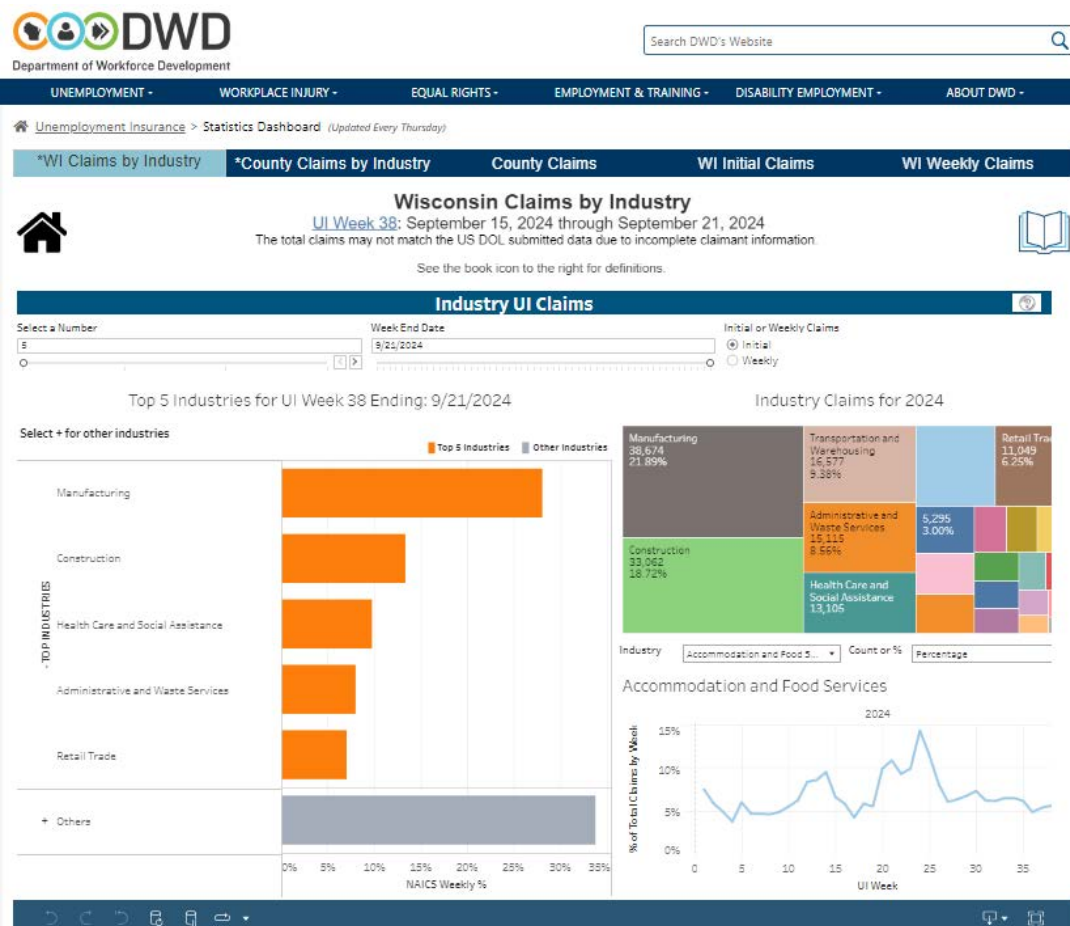 DWD
Department of Workforce Development
Search DWD's Website
UNEMPLOYMENT
WORKPLACE INJURY
EQUAL RIGHTS
EMPLOYMENT & TRAINING
DISABILITY EMPLOYMENT
ABOUT DWD
Unemployment Insurance > Statistics Dashboard (Updated Every Thursday)
*WI Claims by Industry
*County Claims by Industry
County Claims
WI Initial Claims
WI Weekly Claims
Wisconsin Claims by Industry
UI Week 38: September 15, 2024 through September 21, 2024
The total claims may not match the US DOL submitted data due to incomplete claimant information.
See the book icon to the right for definitions.
Industry UI Claims
Select a Number
5
Week End Date
9/21/2024
Initial or Weekly Claims
Initial
Weekly
Top 5 Industries for UI Week 38 Ending: 9/21/2024
Select + for other industries
Top 5 Industries
Other Industries
- TOP INDUSTRIES
Manufacturing
Construction
Health Care and Social Assistance
Administrative and Waste Services
Retail Trade
+ Others
0% 5% 10% 15% 20% 25% 30% 35%
NAICS Weekly %
Industry Claims for 2024
Manufacturing
38,674
21.89%
Construction
33,062
18.72%
Transportation and
Warehousing
16,577
9.38%
Administrative and
Waste Services
15,115
8.56%
Health Care and
Social Assistance
13,105
5,295
3.00%
Retail Trad
11,049
6.25%
Industry
Accommodation and Food S...
Count or %
Percentage
Accommodation and Food Services
2024
% of Total Claims by Week
15%
10%
5%
0%
0 5 10 15 20 25 30 35
UI Week